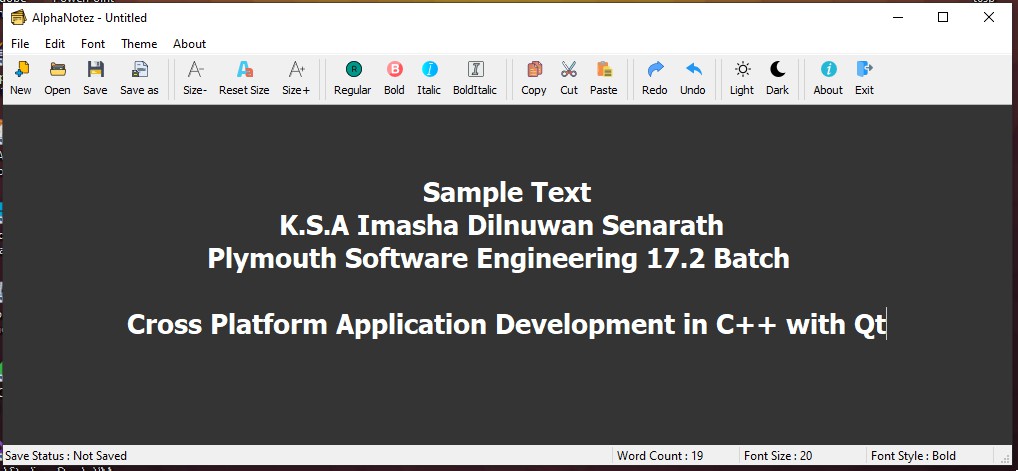 AlphaNotez - Untitled
File Edit Font Theme About
New Open Save Save as Size- Reset Size Size+ Regular Bold Italic BoldItalic Copy Cut Paste Redo Undo Light Dark About Exit
Sample Text
K.S.A Imasha Dilnuwan Senarath
Plymouth Software Engineering 17.2 Batch
Cross Platform Application Development in C++ with Qt
Save Status : Not Saved Word Count : 19 Font Size : 20 Font Style : Bold